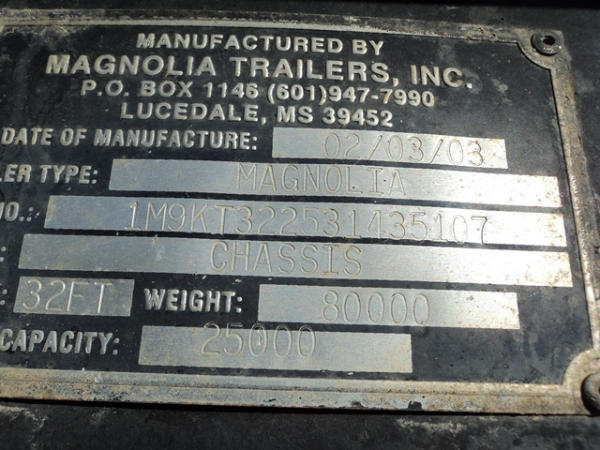 MANUFACTURED BY
MAGNOLIA TRAILERS, INC.
P.O. BOX 1146 (601)947-7990
LUCEDALE, MS 39452
DATE OF MANUFACTURE: 02/03/03
LER TYPE: MAGNOLIA
NO.: 1M9KT322531435107
: CHASSIS
: 32FT WEIGHT: 80000
CAPACITY: 25000